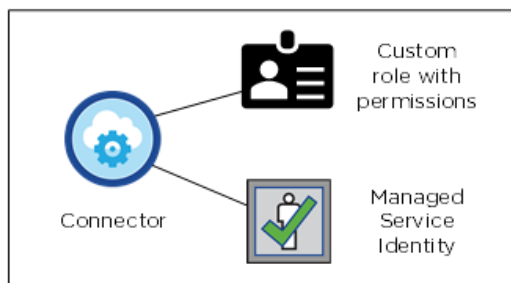 Custom
role with
permissions
Connector
Managed
Service
Identity